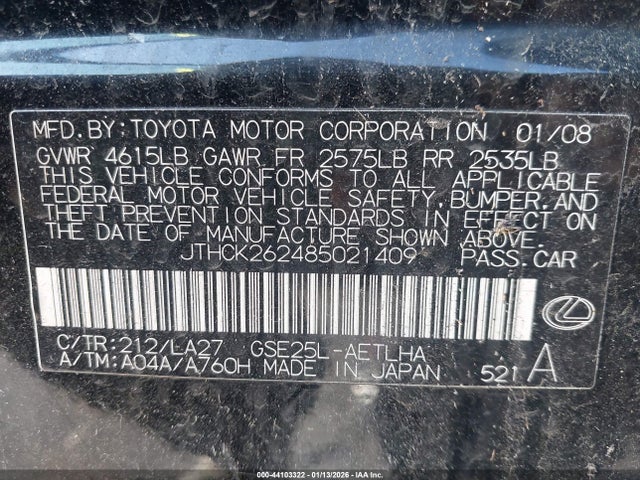 MFD.BY:TOYOTA MOTOR CORPORATION 01/08
GVWR 4615LB GAWR FR 2575LB RR 2535LB
THIS VEHICLE CONFORMS TO ALL APPLICABLE
FEDERAL MOTOR VEHICLE SAFETY,BUMPER,AND
THEFT PREVENTION STANDARDS IN EFFECT ON
THE DATE OF MANUFACTURE SHOWN ABOVE.
JTHCK262485021409 PASS.CAR
C/TR:212/LA27 GSE25L-AETLHA
A/TM:A04A/A760H MADE IN JAPAN 521 A
000-44103322 - 01/13/2026 - IAA Inc.